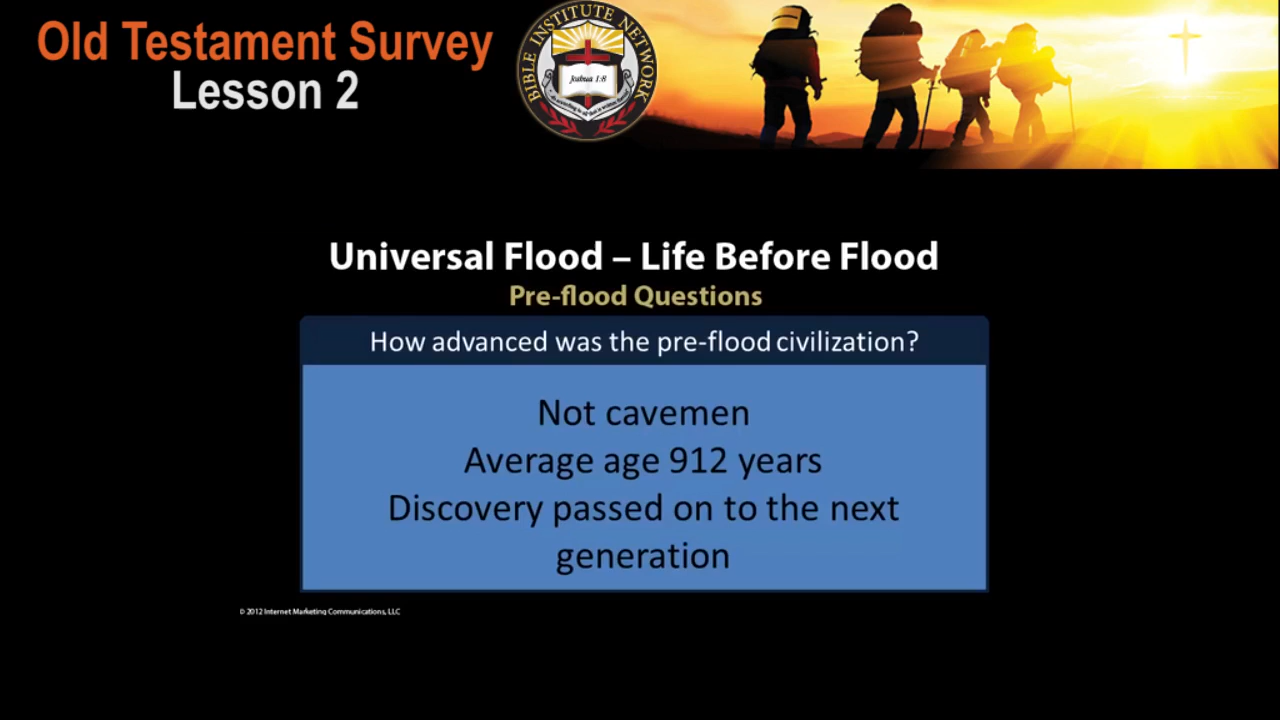 Old Testament Survey
Lesson 2
BIBLE INSTITUTE NETWORK
Joshua 1:8
Universal Flood – Life Before Flood
Pre-flood Questions
How advanced was the pre-flood civilization?
Not cavemen
Average age 912 years
Discovery passed on to the next
generation
© 2012 Internet Marketing Communications, LLC